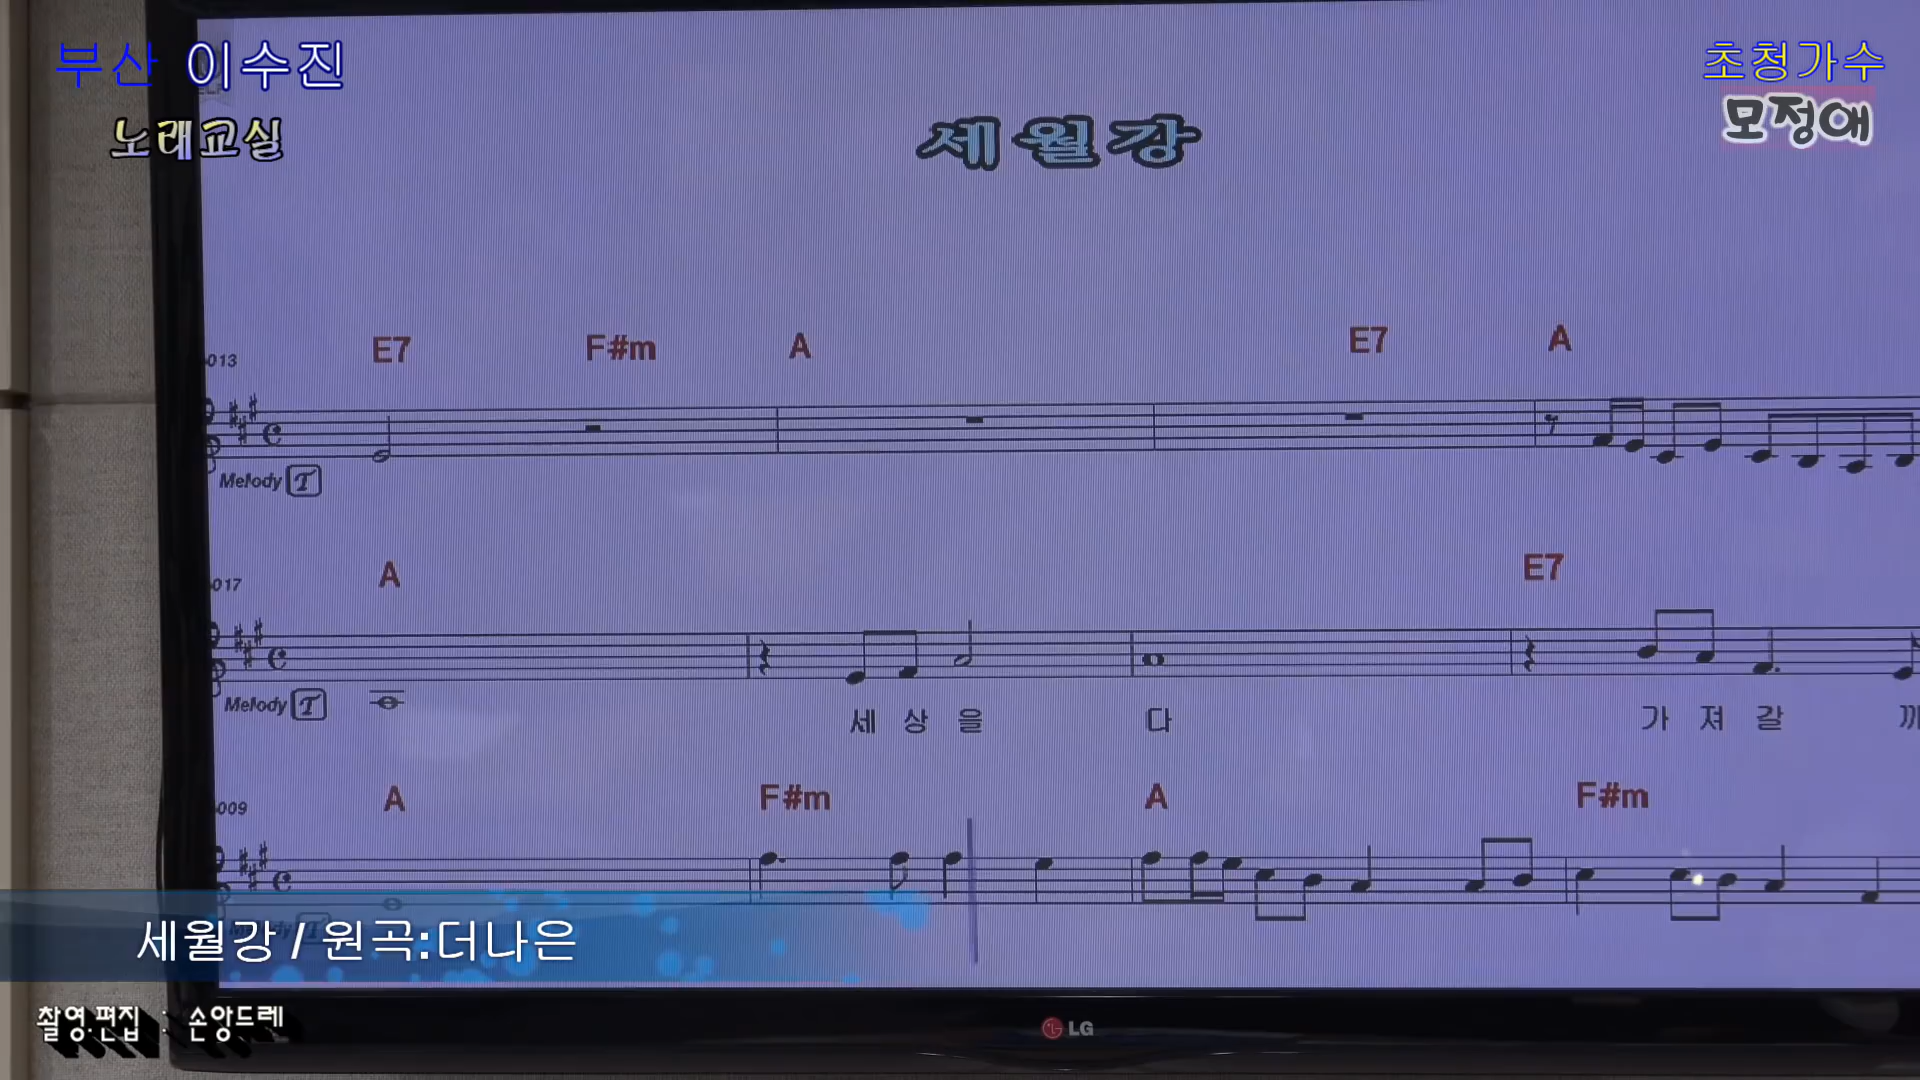 부산 이수진
노래교실
초청가수
모정애
세월강
E7 F#m A E7 A
013
Melody T
A E7
017
Melody T
세 상 을 다 가 져 갈 까
A F#m A F#m
009
세월강 / 원곡:더나은
촬영.편집 : 손앙드레
LG